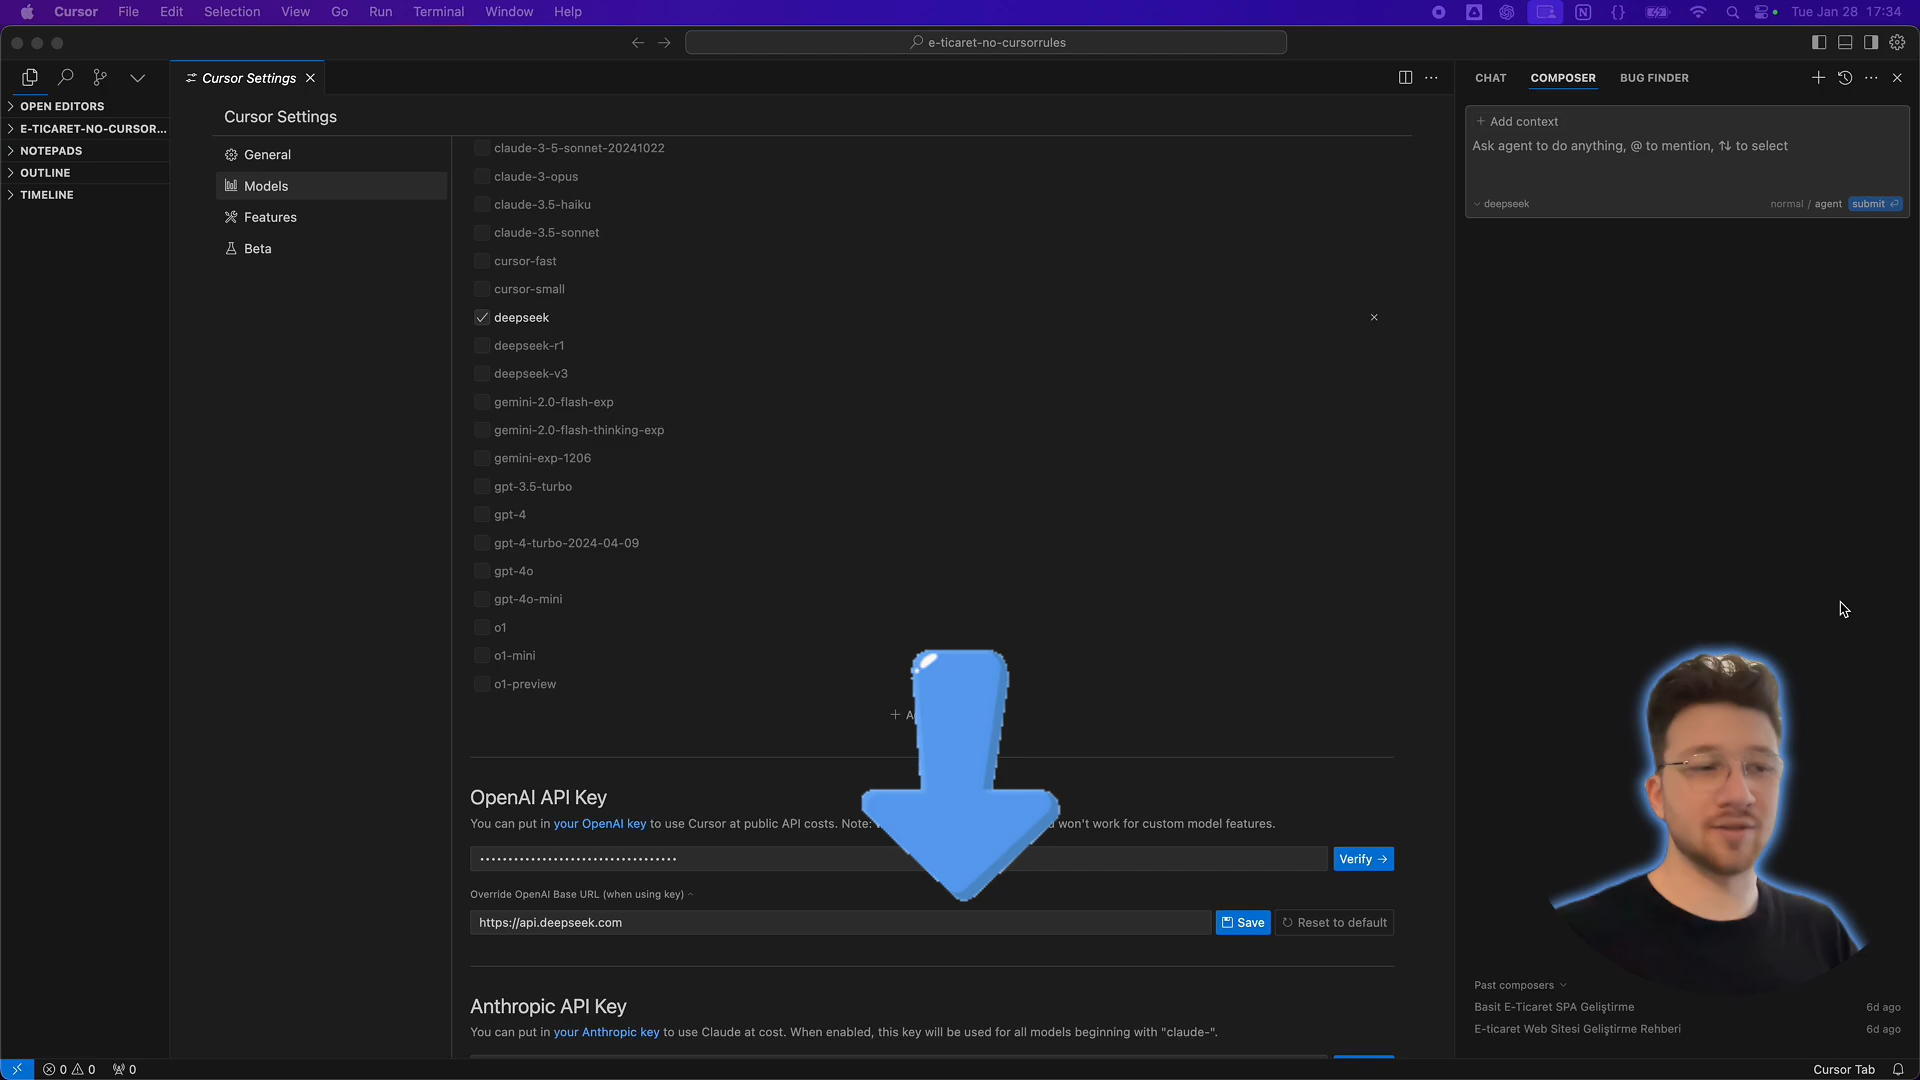 Cursor File Edit Selection View Go Run Terminal Window Help Tue Jan 28 17:34
e-ticaret-no-cursorrules
Cursor Settings
CHAT COMPOSER BUG FINDER
OPEN EDITORS
E-TICARET-NO-CURSOR...
NOTEPADS
OUTLINE
TIMELINE
Cursor Settings
General
Models
Features
Beta
claude-3-5-sonnet-20241022
claude-3-opus
claude-3.5-haiku
claude-3.5-sonnet
cursor-fast
cursor-small
deepseek
deepseek-r1
deepseek-v3
gemini-2.0-flash-exp
gemini-2.0-flash-thinking-exp
gemini-exp-1206
gpt-3.5-turbo
gpt-4
gpt-4-turbo-2024-04-09
gpt-4o
gpt-4o-mini
o1
o1-mini
o1-preview
OpenAI API Key
You can put in your OpenAI key to use Cursor at public API costs. Note: won't work for custom model features.
•••••••••••••••••••••••••••••••••••
Verify →
Override OpenAI Base URL (when using key)
https://api.deepseek.com
Save
Reset to default
Anthropic API Key
You can put in your Anthropic key to use Claude at cost. When enabled, this key will be used for all models beginning with "claude-".
+ Add context
Ask agent to do anything, @ to mention, ⇅ to select
deepseek
normal / agent submit
Past composers
Basit E-Ticaret SPA Geliştirme 6d ago
E-ticaret Web Sitesi Geliştirme Rehberi 6d ago
0 0 0
Cursor Tab